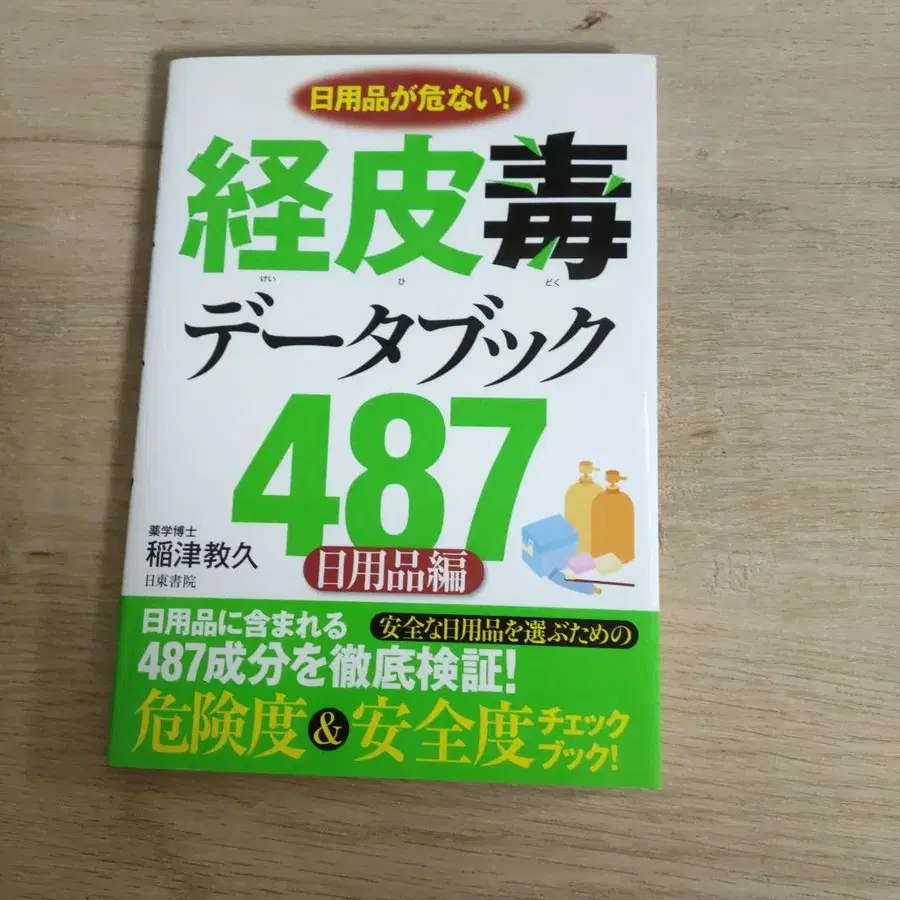 日用品が危ない!
経皮毒
けい ひ どく
データブック
487
日用品編
薬学博士
稲津教久
日東書院
日用品に含まれる
487成分を徹底検証!
安全な日用品を選ぶための
危険度&安全度チェックブック!